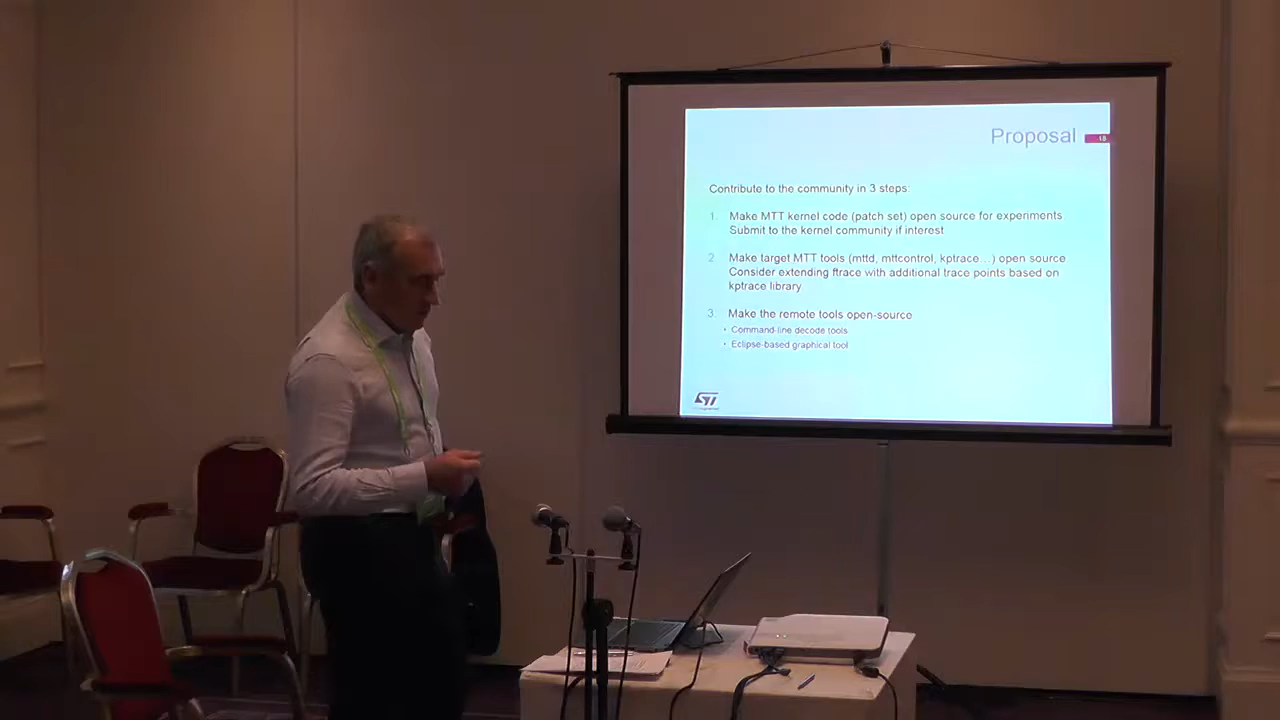 Proposal
18
Contribute to the community in 3 steps:
1. Make MTT kernel code (patch set) open source for experiments
Submit to the kernel community if interest
2. Make target MTT tools (mttd, mttcontrol, kptrace…) open source
Consider extending ftrace with additional trace points based on
kptrace library
3. Make the remote tools open-source
• Command-line decode tools
• Eclipse-based graphical tool
ST